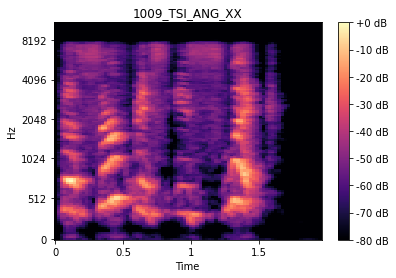 1009_TSI_ANG_XX
+0 dB
8192
-10 dB
4096
-20 dB
-30 dB
2048
Hz
-40 dB
1024
-50 dB
512
-60 dB
-70 dB
0
-80 dB
0
0.5
1
1.5
Time